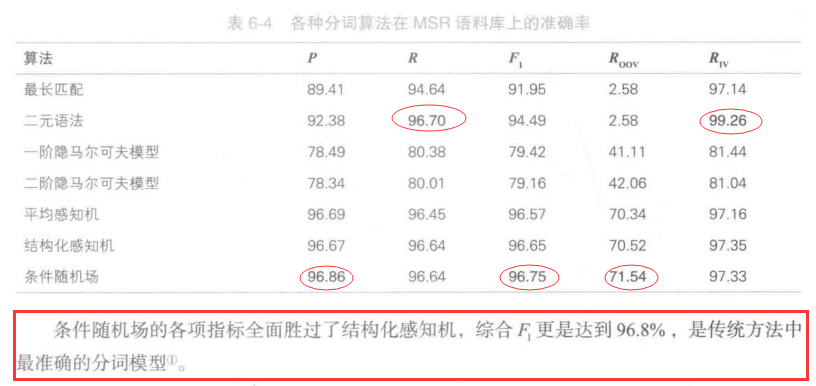 表 6-4 各种分词算法在 MSR 语料库上的准确率
算法 P R F1 ROOV RIV
最长匹配 89.41 94.64 91.95 2.58 97.14
二元语法 92.38 96.70 94.49 2.58 99.26
一阶隐马尔可夫模型 78.49 80.38 79.42 41.11 81.44
二阶隐马尔可夫模型 78.34 80.01 79.16 42.06 81.04
平均感知机 96.69 96.45 96.57 70.34 97.16
结构化感知机 96.67 96.64 96.65 70.52 97.35
条件随机场 96.86 96.64 96.75 71.54 97.33
条件随机场的各项指标全面胜过了结构化感知机，综合 F1 更是达到 96.8%，是传统方法中
最准确的分词模型①。